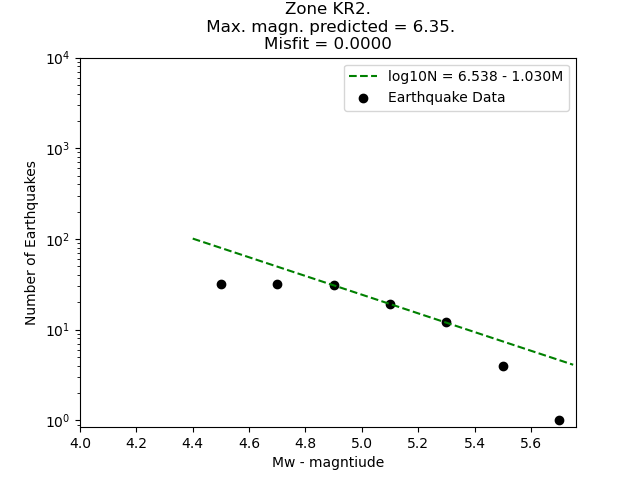 Zone KR2.
Max. magn. predicted = 6.35.
Misfit = 0.0000
log10N = 6.538 - 1.030M
Earthquake Data
Number of Earthquakes
10^4
10^3
10^2
10^1
10^0
4.0 4.2 4.4 4.6 4.8 5.0 5.2 5.4 5.6
Mw - magntiude